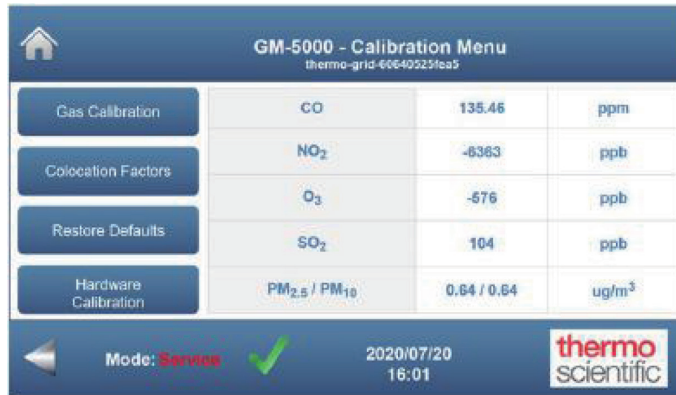 GM-5000 - Calibration Menu
thermo-grid-60640525fea5
Gas Calibration
CO 135.46 ppm
Colocation Factors
NO₂ -6363 ppb
O₃ -576 ppb
Restore Defaults
SO₂ 104 ppb
Hardware
Calibration
PM₂.₅ / PM₁₀ 0.64 / 0.64 ug/m³
Mode: Service
2020/07/20
16:01
thermo
scientific